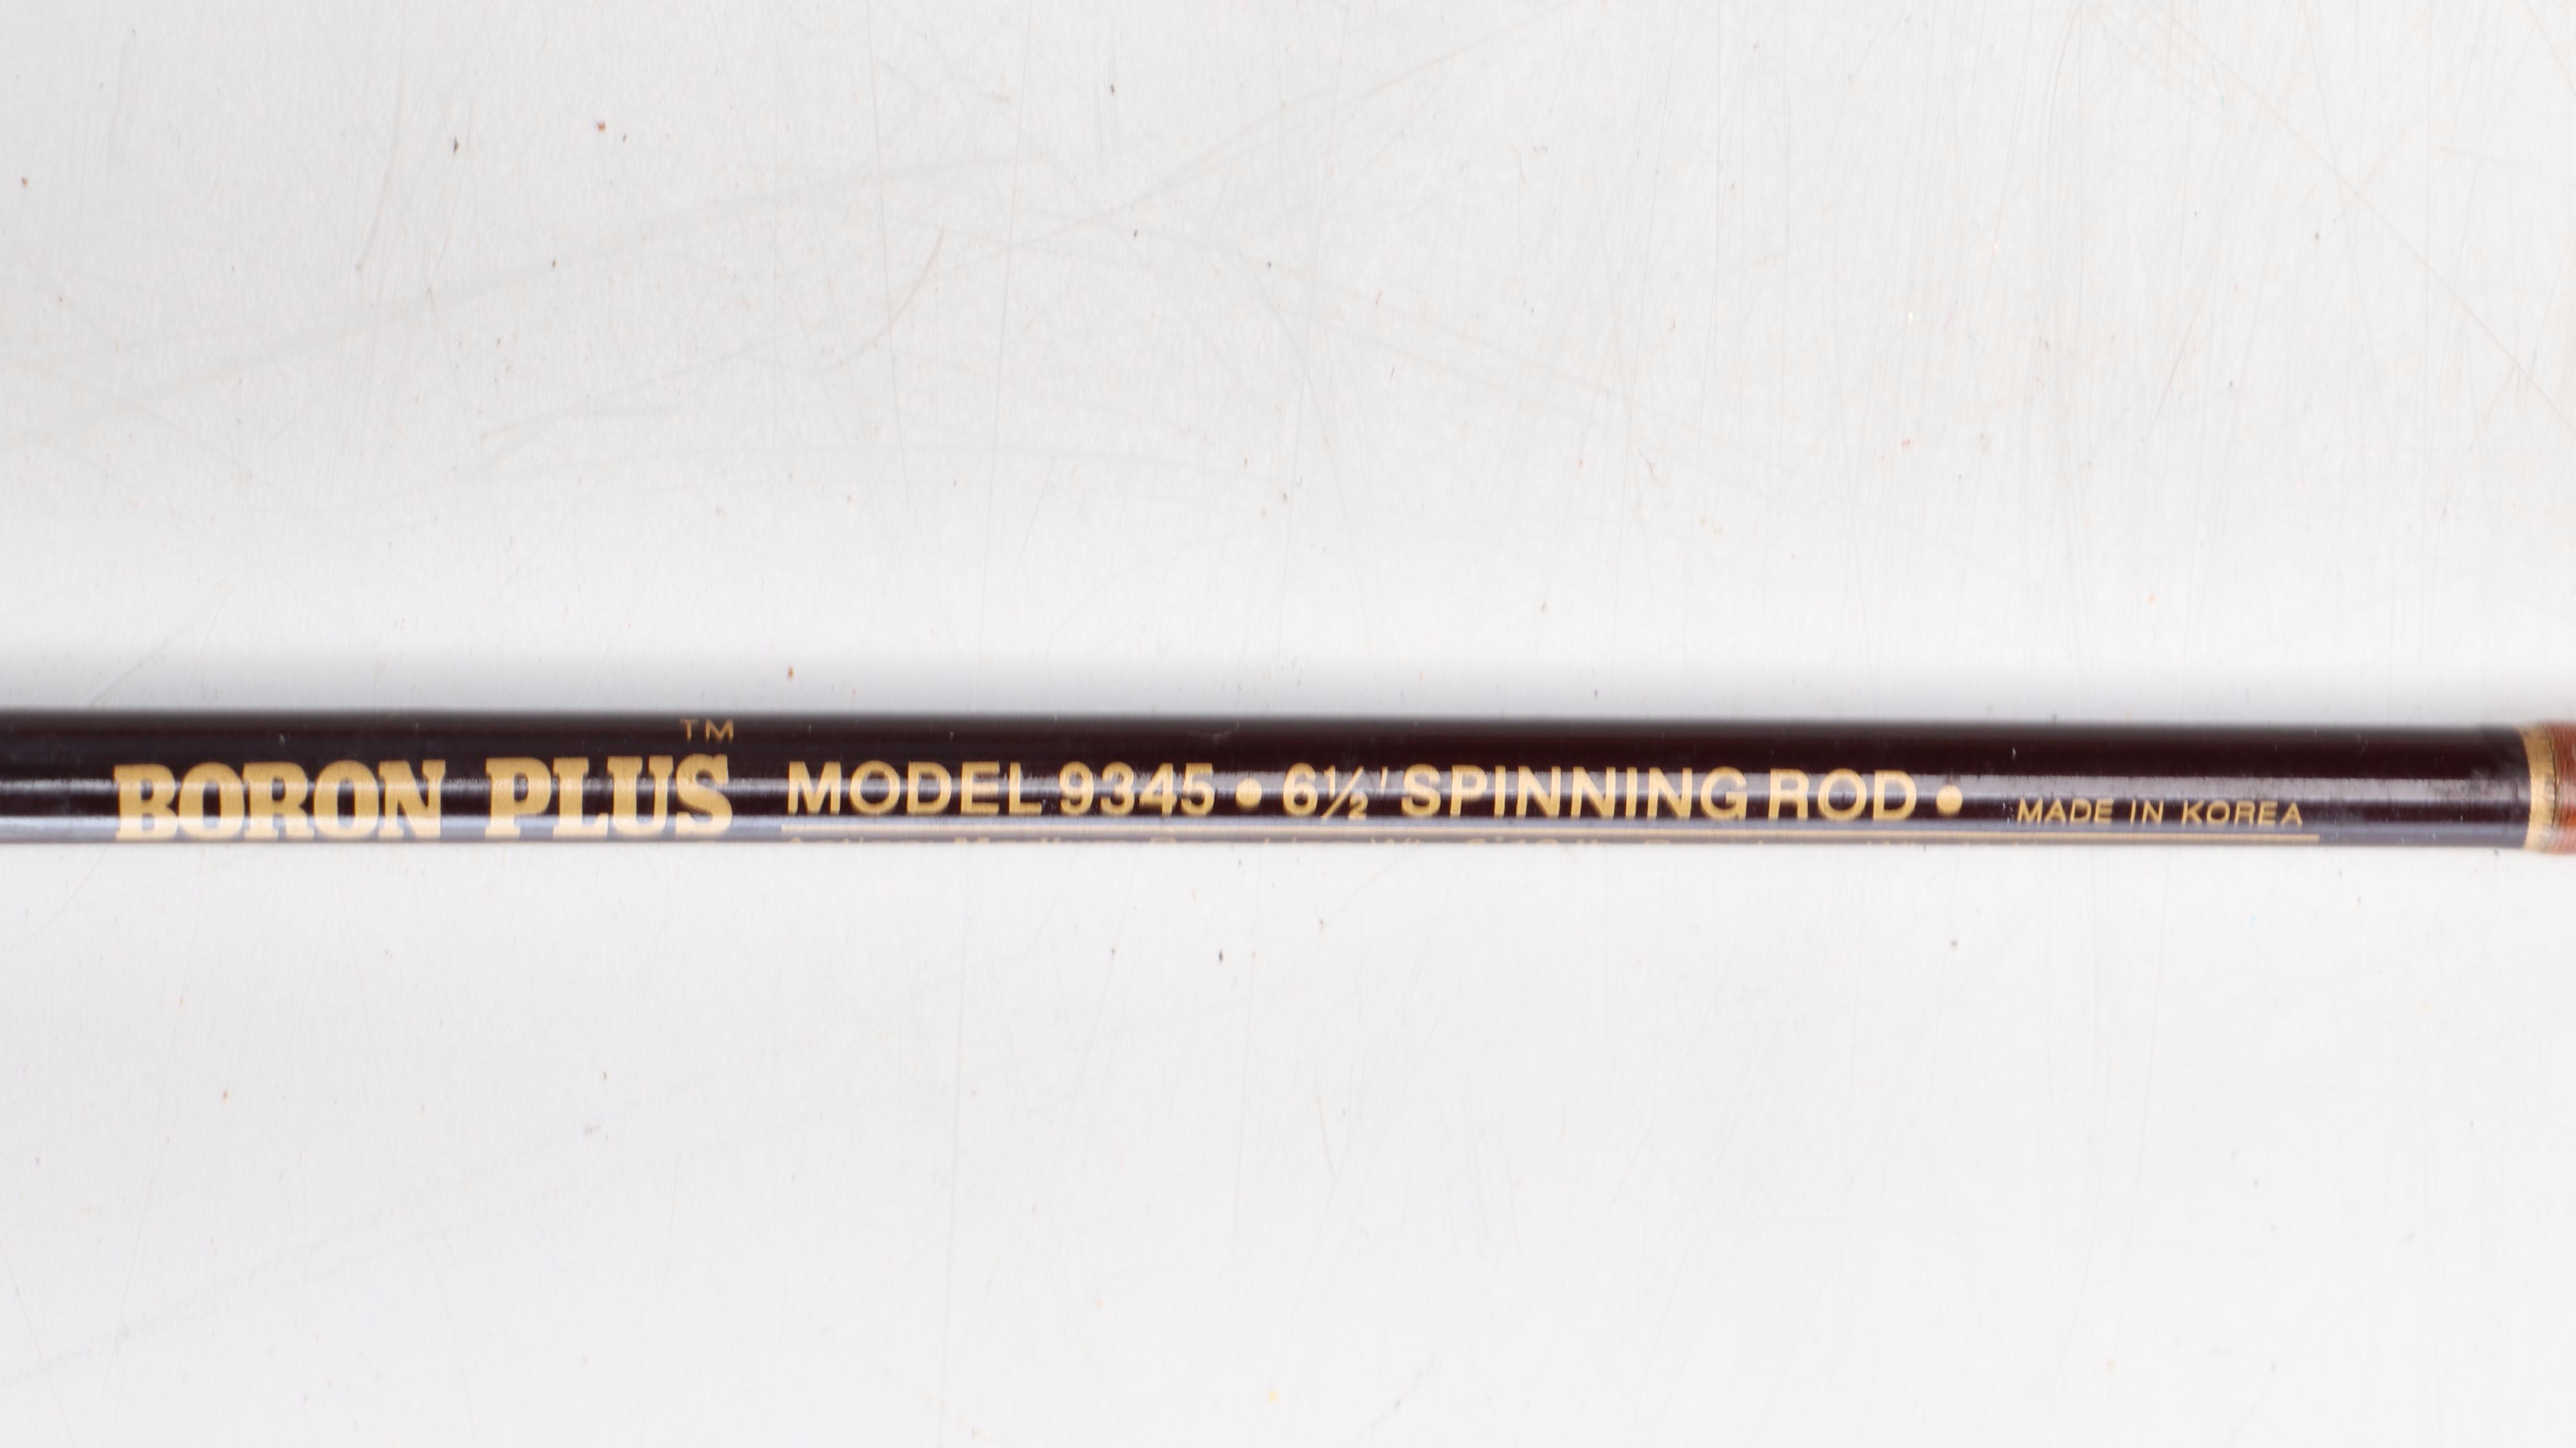 BORON PLUS™ MODEL 9345 • 6½' SPINNING ROD • MADE IN KOREA